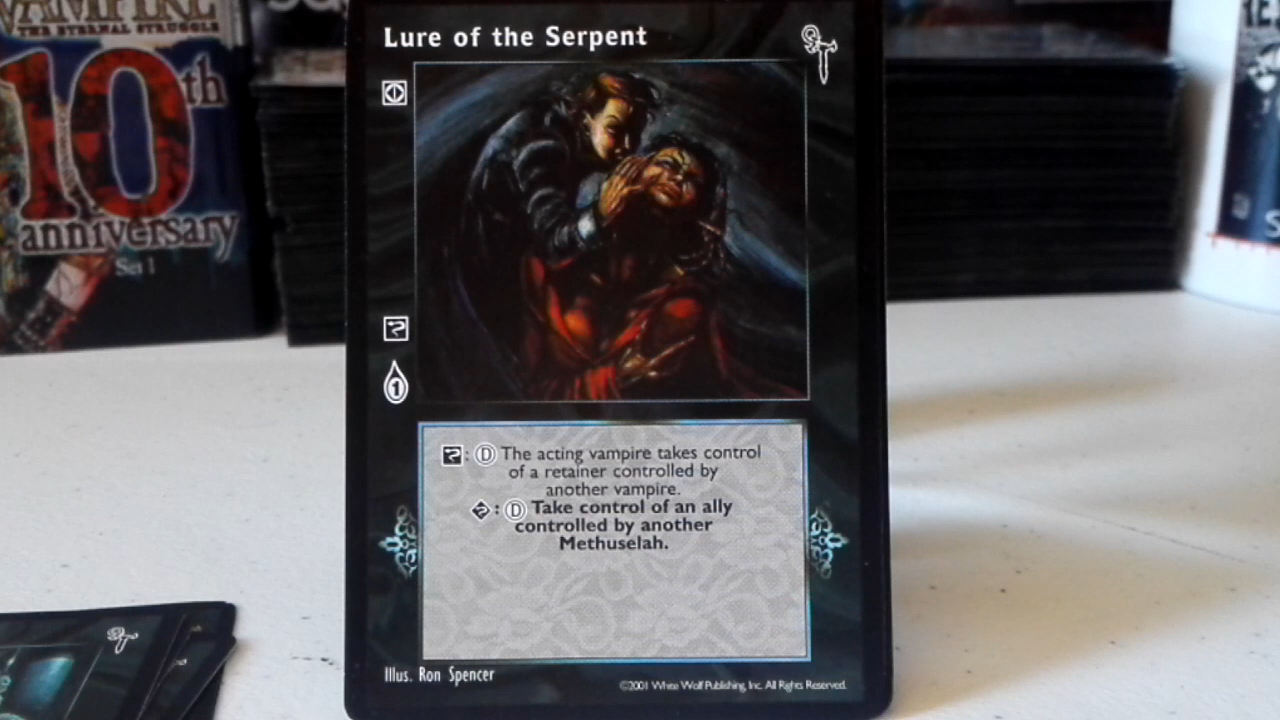 VAMPIRE
THE ETERNAL STRUGGLE
10th
anniversary
Set 1
Lure of the Serpent
1
: D The acting vampire takes control
of a retainer controlled by
another vampire.
: D Take control of an ally
controlled by another
Methuselah.
Illus. Ron Spencer
©2001 White Wolf Publishing, Inc. All Rights Reserved.